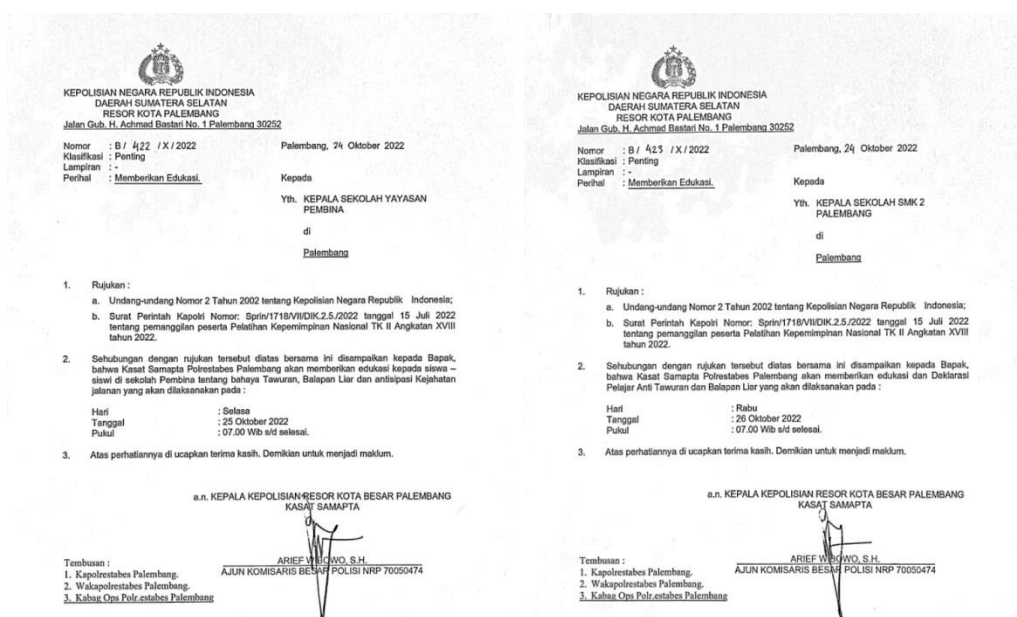 KEPOLISIAN NEGARA REPUBLIK INDONESIA
DAERAH SUMATERA SELATAN
RESOR KOTA PALEMBANG
Jalan Gub. H. Achmad Bastari No. 1 Palembang 30252
Nomor : B / 422 / X / 2022 Palembang, 24 Oktober 2022
Klasifikasi : Penting
Lampiran : -
Perihal : Memberikan Edukasi. Kepada
Yth. KEPALA SEKOLAH YAYASAN
PEMBINA
di
Palembang
1. Rujukan :
a. Undang-undang Nomor 2 Tahun 2002 tentang Kepolisian Negara Republik Indonesia;
b. Surat Perintah Kapolri Nomor: Sprin/1718/VII/DIK.2.5./2022 tanggal 15 Juli 2022
tentang pemanggilan peserta Pelatihan Kepemimpinan Nasional TK II Angkatan XVIII
tahun 2022.
2. Sehubungan dengan rujukan tersebut diatas bersama ini disampaikan kepada Bapak,
bahwa Kasat Samapta Polrestabes Palembang akan memberikan edukasi kepada siswa –
siswi di sekolah Pembina tentang bahaya Tawuran, Balapan Liar dan antisipasi Kejahatan
jalanan yang akan dilaksanakan pada :
Hari : Selasa
Tanggal : 25 Oktober 2022
Pukul : 07.00 Wib s/d selesai.
3. Atas perhatiannya di ucapkan terima kasih. Demikian untuk menjadi maklum.
a.n. KEPALA KEPOLISIAN RESOR KOTA BESAR PALEMBANG
KASAT SAMAPTA
ARIEF WIBOWO, S.H.
AJUN KOMISARIS BESAR POLISI NRP 70050474
Tembusan :
1. Kapolrestabes Palembang.
2. Wakapolrestabes Palembang.
3. Kabag Ops Polr.estabes Palembang
KEPOLISIAN NEGARA REPUBLIK INDONESIA
DAERAH SUMATERA SELATAN
RESOR KOTA PALEMBANG
Jalan Gub. H. Achmad Bastari No. 1 Palembang 30252
Nomor : B / 423 / X / 2022 Palembang, 24 Oktober 2022
Klasifikasi : Penting
Lampiran : -
Perihal : Memberikan Edukasi. Kepada
Yth. KEPALA SEKOLAH SMK 2
PALEMBANG
di
Palembang
1. Rujukan :
a. Undang-undang Nomor 2 Tahun 2002 tentang Kepolisian Negara Republik Indonesia;
b. Surat Perintah Kapolri Nomor: Sprin/1718/VII/DIK.2.5./2022 tanggal 15 Juli 2022
tentang pemanggilan peserta Pelatihan Kepemimpinan Nasional TK II Angkatan XVIII
tahun 2022.
2. Sehubungan dengan rujukan tersebut diatas bersama ini disampaikan kepada Bapak,
bahwa Kasat Samapta Polrestabes Palembang akan memberikan edukasi dan Deklarasi
Pelajar Anti Tawuran dan Balapan Liar yang akan dilaksanakan pada :
Hari : Rabu
Tanggal : 26 Oktober 2022
Pukul : 07.00 Wib s/d selesai.
3. Atas perhatiannya di ucapkan terima kasih. Demikian untuk menjadi maklum.
a.n. KEPALA KEPOLISIAN RESOR KOTA BESAR PALEMBANG
KASAT SAMAPTA
ARIEF WIBOWO, S.H.
AJUN KOMISARIS BESAR POLISI NRP 70050474
Tembusan :
1. Kapolrestabes Palembang.
2. Wakapolrestabes Palembang.
3. Kabag Ops Polr.estabes Palembang